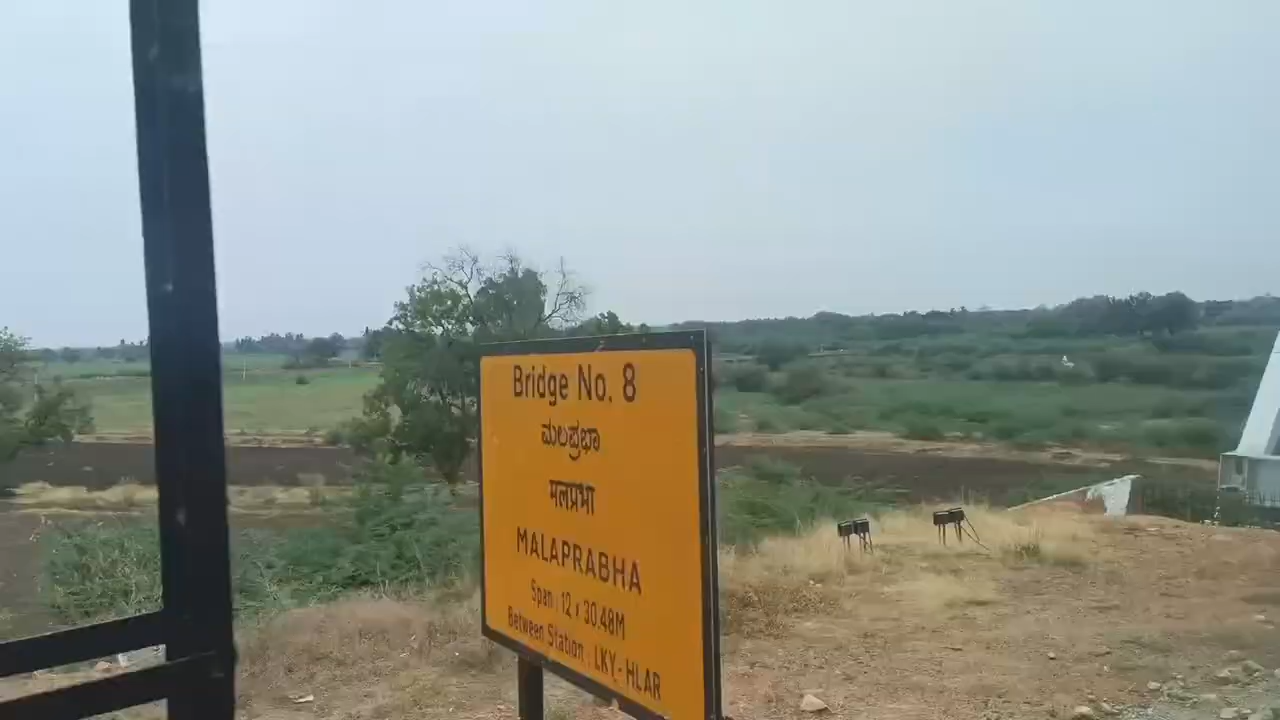 Bridge No. 8
ಮಲಪ್ರಭಾ
मलप्रभा
MALAPRABHA
Span : 12 x 30.48M
Between Station : LKY-HLAR